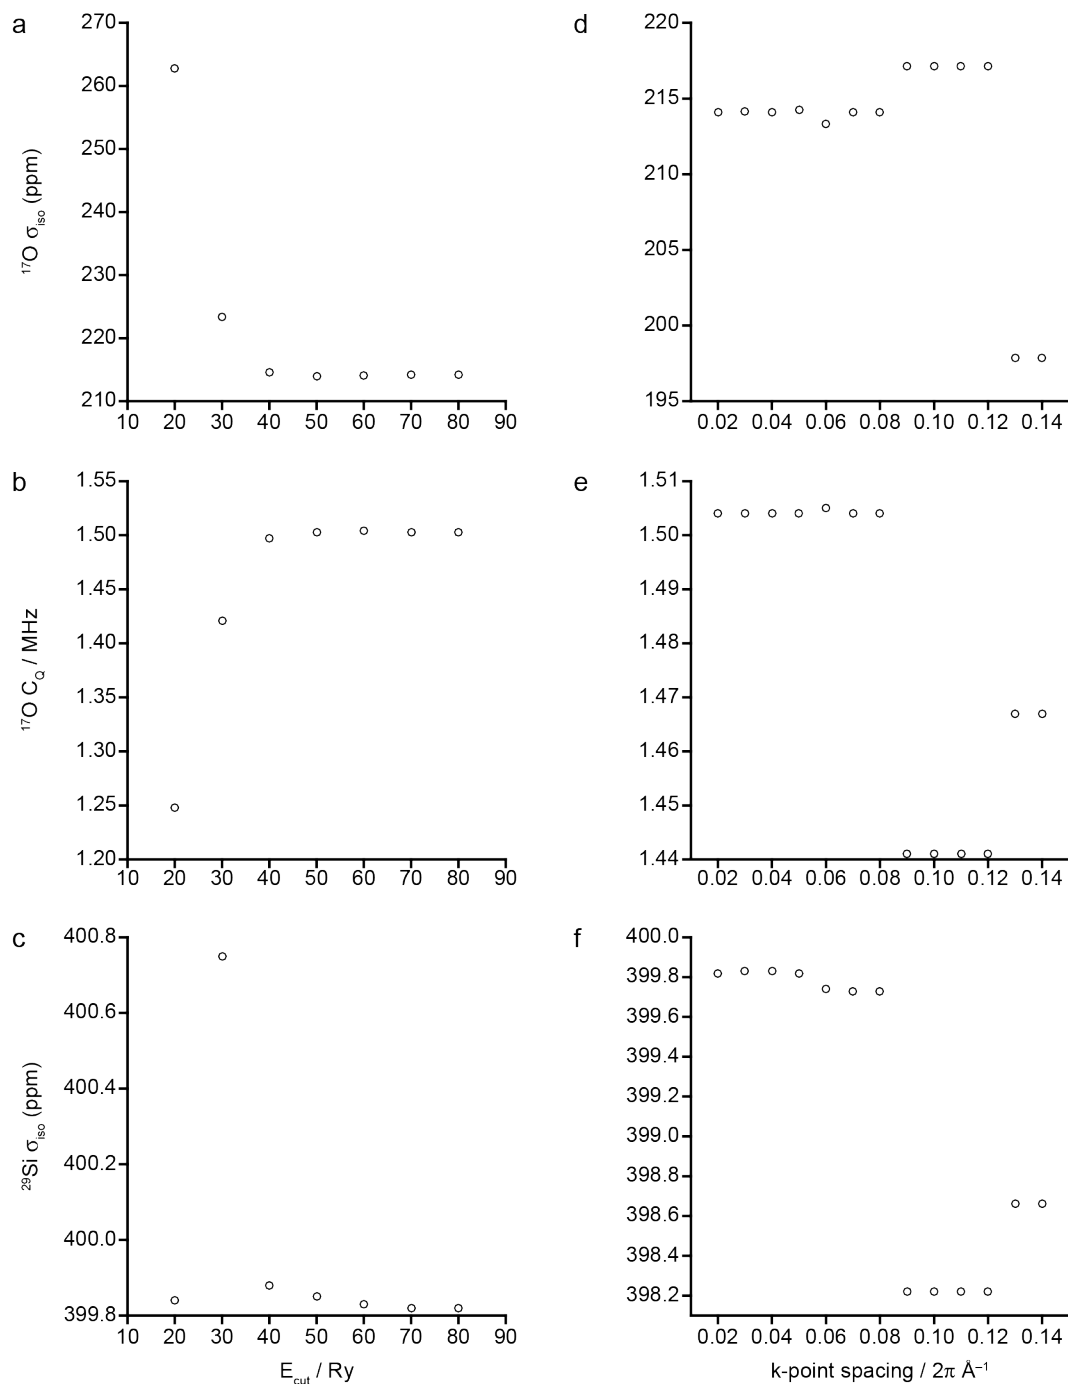 a
270
260
250
240
230
220
210
10 20 30 40 50 60 70 80 90
¹⁷O σiso (ppm)
d
220
215
210
205
200
195
0.02 0.04 0.06 0.08 0.10 0.12 0.14
b
1.55
1.50
1.45
1.40
1.35
1.30
1.25
1.20
10 20 30 40 50 60 70 80 90
¹⁷O CQ / MHz
e
1.51
1.50
1.49
1.48
1.47
1.46
1.45
1.44
0.02 0.04 0.06 0.08 0.10 0.12 0.14
c
400.8
400.6
400.4
400.2
400.0
399.8
10 20 30 40 50 60 70 80 90
²⁹Si σiso (ppm)
Ecut / Ry
f
400.0
399.8
399.6
399.4
399.2
399.0
398.8
398.6
398.4
398.2
0.02 0.04 0.06 0.08 0.10 0.12 0.14
k-point spacing / 2π Å⁻¹